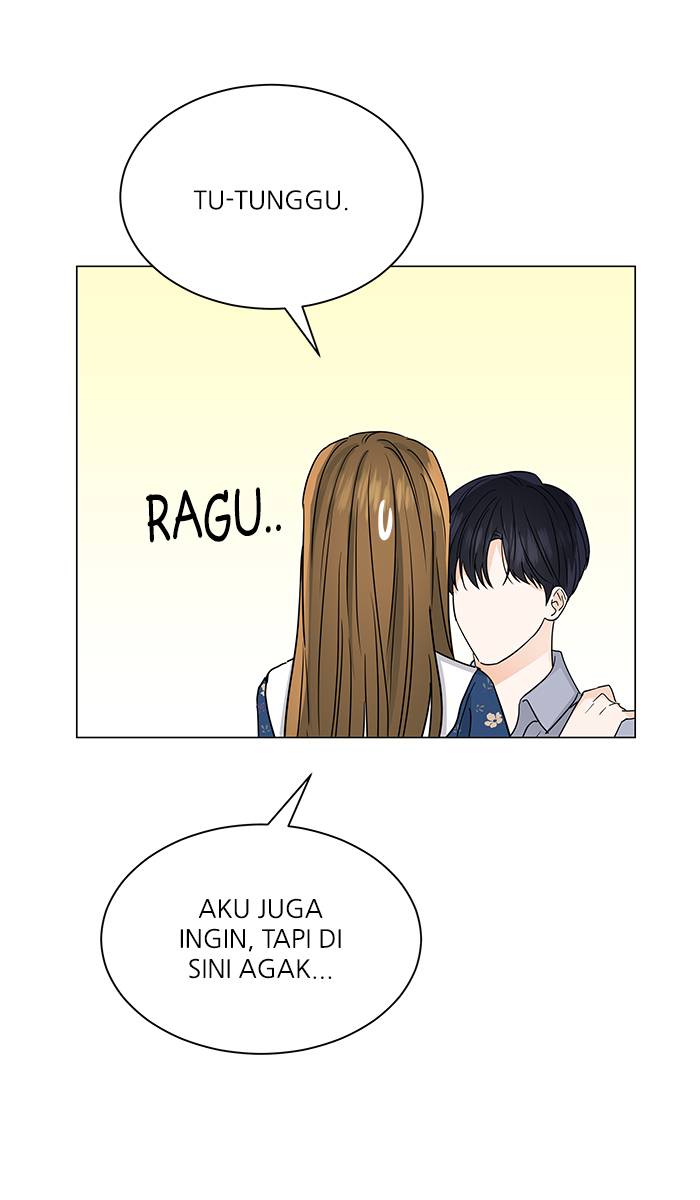 TU-TUNGGU.
RAGU..
AKU JUGA
INGIN, TAPI DI
SINI AGAK...